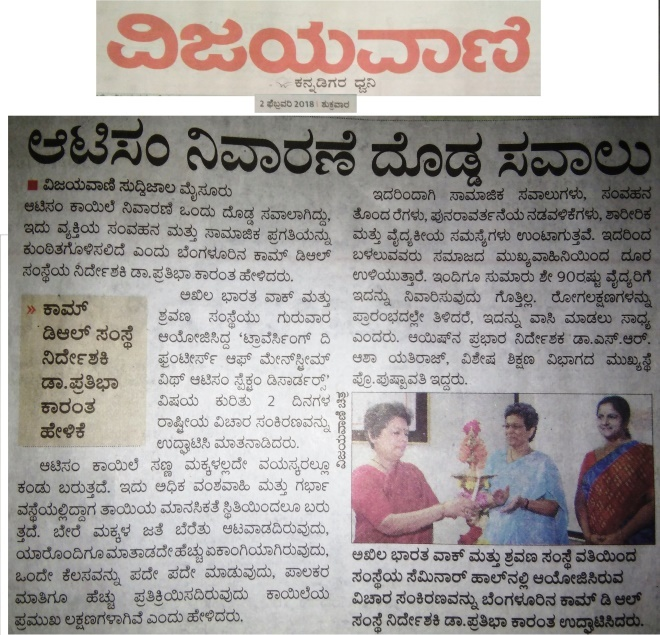 ವಿಜಯವಾಣಿ
ಕನ್ನಡಿಗರ ಧ್ವನಿ
2 ಫೆಬ್ರವರಿ 2018 | ಶುಕ್ರವಾರ
ಆಟಿಸಂ ನಿವಾರಣೆ ದೊಡ್ಡ ಸವಾಲು
■ ವಿಜಯವಾಣಿ ಸುದ್ದಿಜಾಲ ಮೈಸೂರು
ಆಟಿಸಂ ಕಾಯಿಲೆ ನಿವಾರಣೆ ಒಂದು ದೊಡ್ಡ ಸವಾಲಾಗಿದ್ದು,
ಇದು ವ್ಯಕ್ತಿಯ ಸಂವಹನ ಮತ್ತು ಸಾಮಾಜಿಕ ಪ್ರಗತಿಯನ್ನು
ಕುಂಠಿತಗೊಳಿಸಲಿದೆ ಎಂದು ಬೆಂಗಳೂರಿನ ಕಾಮ್ ಡಿಆಲ್
ಸಂಸ್ಥೆಯ ನಿರ್ದೇಶಕಿ ಡಾ.ಪ್ರತಿಭಾ ಕಾರಂತ ಹೇಳಿದರು.
» ಕಾಮ್
ಡಿಆಲ್ ಸಂಸ್ಥೆ
ನಿರ್ದೇಶಕಿ
ಡಾ.ಪ್ರತಿಭಾ
ಕಾರಂತ
ಹೇಳಿಕೆ
ಅಖಿಲ ಭಾರತ ವಾಕ್ ಮತ್ತು
ಶ್ರವಣ ಸಂಸ್ಥೆಯು ಗುರುವಾರ
ಆಯೋಜಿಸಿದ್ದ ‘ಟ್ರಾವೆರ್ಸಿಂಗ್ ದಿ
ಫ್ರಂಟೀರ್ಸ್ ಆಫ್ ಮೇನ್‌ಸ್ಟ್ರೀಮ್
ವಿಥ್ ಆಟಿಸಂ ಸ್ಪೆಕ್ಟ್ರಂ ಡಿಸಾರ್ಡರ್ಸ್’
ವಿಷಯ ಕುರಿತು 2 ದಿನಗಳ
ರಾಷ್ಟ್ರೀಯ ವಿಚಾರ ಸಂಕಿರಣವನ್ನು
ಉದ್ಘಾಟಿಸಿ ಮಾತನಾಡಿದರು.
ಆಟಿಸಂ ಕಾಯಿಲೆ ಸಣ್ಣ ಮಕ್ಕಳಲ್ಲದೇ ವಯಸ್ಕರಲ್ಲೂ
ಕಂಡು ಬರುತ್ತದೆ. ಇದು ಅಧಿಕ ವಂಶವಾಹಿ ಮತ್ತು ಗರ್ಭಾ
ವಸ್ಥೆಯಲ್ಲಿದ್ದಾಗ ತಾಯಿಯ ಮಾನಸಿಕತೆ ಸ್ಥಿತಿಯಿಂದಲೂ ಬರು
ತ್ತದೆ. ಬೇರೆ ಮಕ್ಕಳ ಜತೆ ಬೆರೆತು ಆಟವಾಡದಿರುವುದು,
ಯಾರೊಂದಿಗೂ ಮಾತಾಡದೇ ಹೆಚ್ಚು ಏಕಾಂಗಿಯಾಗಿರುವುದು,
ಒಂದೇ ಕೆಲಸವನ್ನು ಪದೇ ಪದೇ ಮಾಡುವುದು, ಪಾಲಕರ
ಮಾತಿಗೂ ಹೆಚ್ಚು ಪ್ರತಿಕ್ರಿಯಿಸದಿರುವುದು ಕಾಯಿಲೆಯ
ಪ್ರಮುಖ ಲಕ್ಷಣಗಳಾಗಿವೆ ಎಂದು ಹೇಳಿದರು.
ಇದರಿಂದಾಗಿ ಸಾಮಾಜಿಕ ಸವಾಲುಗಳು, ಸಂವಹನ
ತೊಂದರೆಗಳು, ಪುನರಾವರ್ತನೆಯ ನಡವಳಿಕೆಗಳು, ಶಾರೀರಿಕ
ಮತ್ತು ವೈದ್ಯಕೀಯ ಸಮಸ್ಯೆಗಳು ಉಂಟಾಗುತ್ತವೆ. ಇದರಿಂದ
ಬಳಲುವವರು ಸಮಾಜದ ಮುಖ್ಯವಾಹಿನಿಯಿಂದ ದೂರ
ಉಳಿಯುತ್ತಾರೆ. ಇಂದಿಗೂ ಸುಮಾರು ಶೇ 90ರಷ್ಟು ವೈದ್ಯರಿಗೆ
ಇದನ್ನು ನಿವಾರಿಸುವುದು ಗೊತ್ತಿಲ್ಲ. ರೋಗಲಕ್ಷಣಗಳನ್ನು
ಪ್ರಾರಂಭದಲ್ಲೇ ತಿಳಿದರೆ, ಇದನ್ನು ವಾಸಿ ಮಾಡಲು ಸಾಧ್ಯ
ಎಂದರು. ಆಯಿಷ್‌ನ ಪ್ರಭಾರ ನಿರ್ದೇಶಕ ಡಾ.ಎಸ್.ಆರ್.
ಆಶಾ ಯತಿರಾಜ್, ವಿಶೇಷ ಶಿಕ್ಷಣ ವಿಭಾಗದ ಮುಖ್ಯಸ್ಥೆ
ಪ್ರೊ.ಪುಷ್ಪಾವತಿ ಇದ್ದರು.
ವಿಜಯವಾಣಿ ಚಿತ್ರ
ಅಖಿಲ ಭಾರತ ವಾಕ್ ಮತ್ತು ಶ್ರವಣ ಸಂಸ್ಥೆ ವತಿಯಿಂದ
ಸಂಸ್ಥೆಯ ಸೆಮಿನಾರ್ ಹಾಲ್‌ನಲ್ಲಿ ಆಯೋಜಿಸಿರುವ
ವಿಚಾರ ಸಂಕಿರಣವನ್ನು ಬೆಂಗಳೂರಿನ ಕಾಮ್ ಡಿ ಆಲ್
ಸಂಸ್ಥೆ ನಿರ್ದೇಶಕಿ ಡಾ.ಪ್ರತಿಭಾ ಕಾರಂತ ಉದ್ಘಾಟಿಸಿದರು.